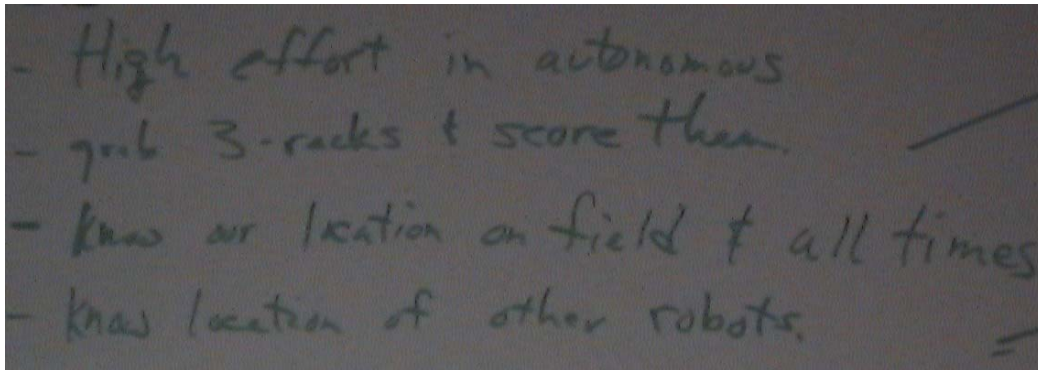 - High effort in autonomous
- grab 3-racks & score them.
- Know our location on field & all times
- Know location of other robots.